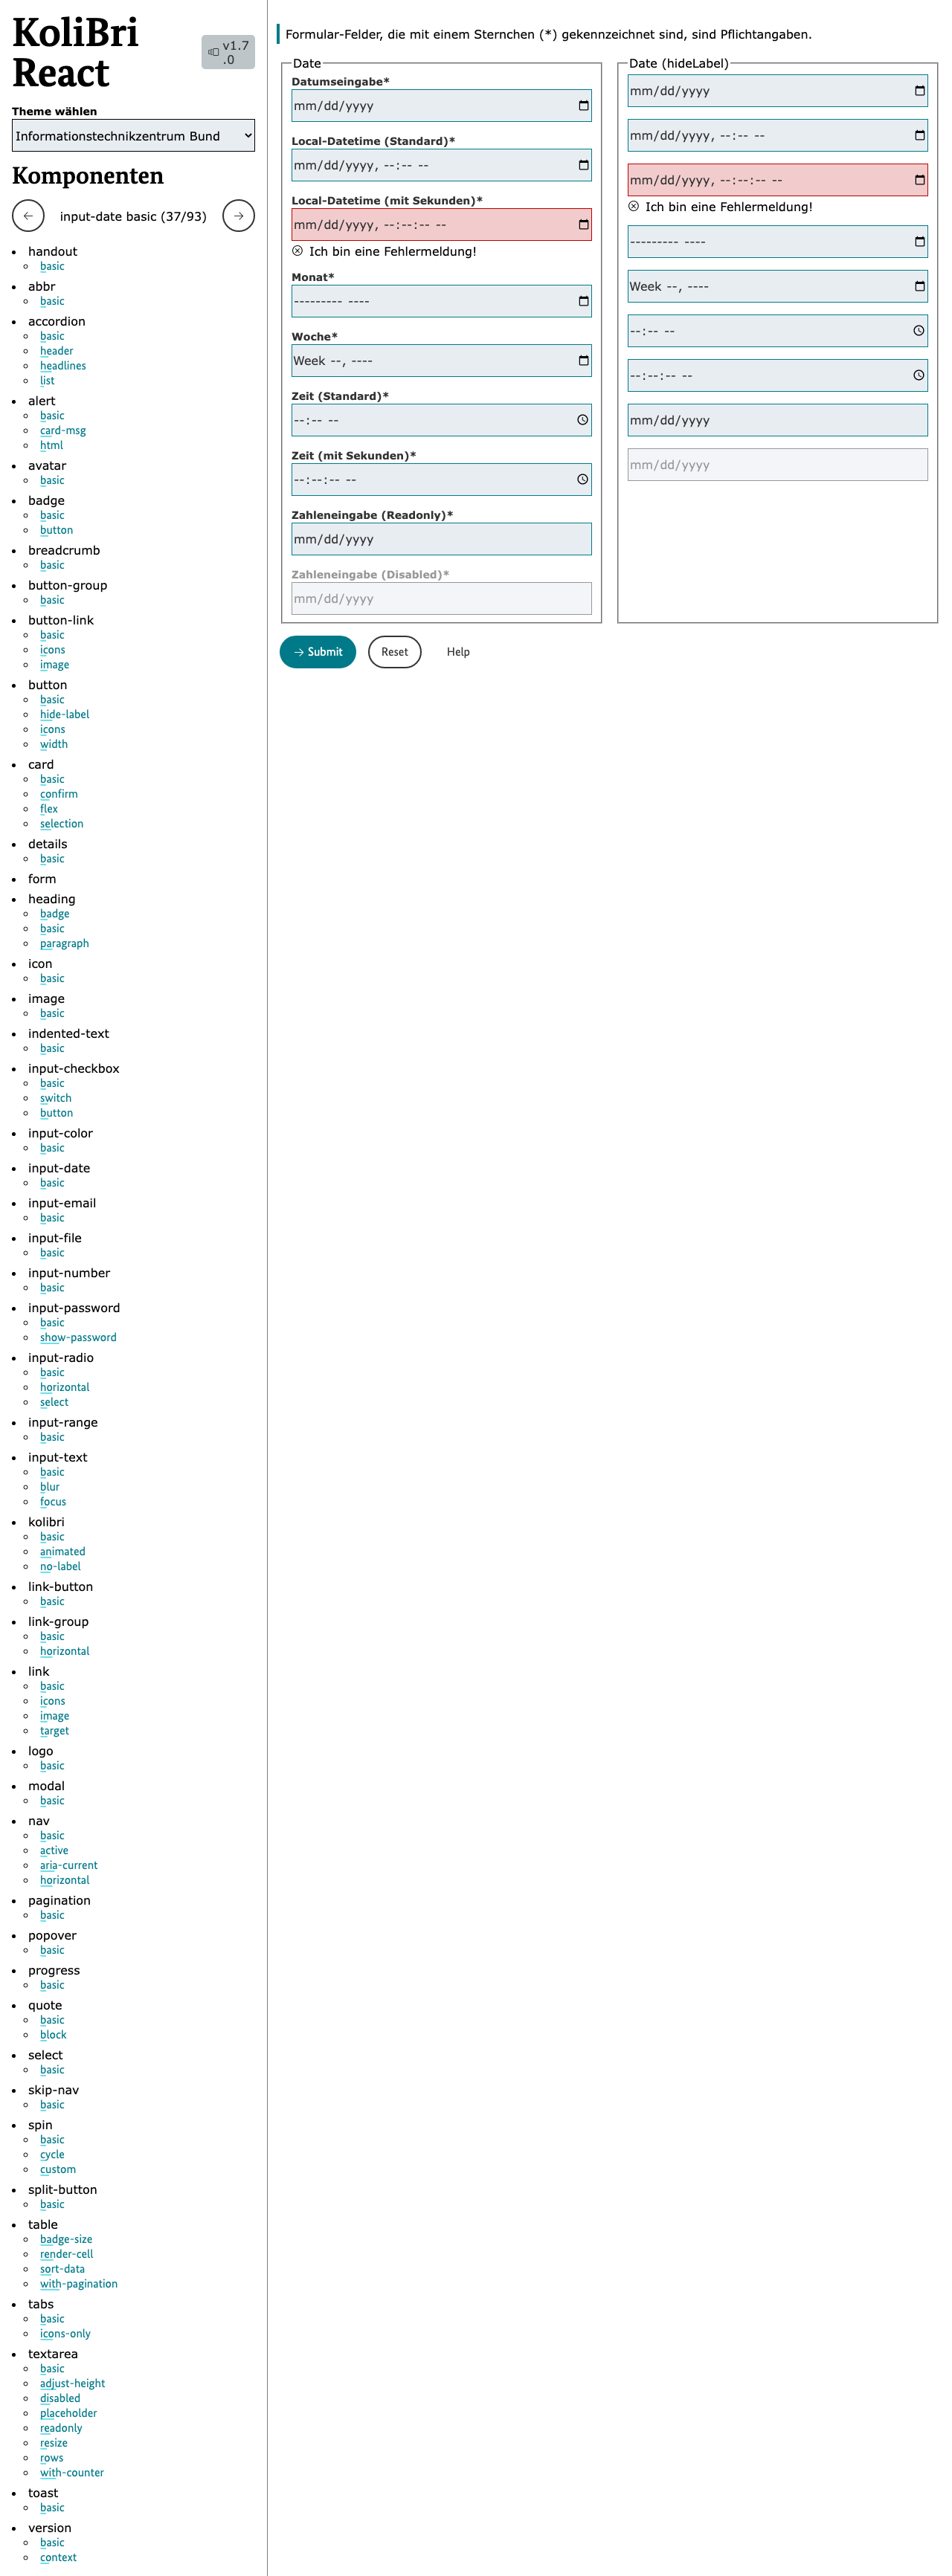 KoliBri
React
v1.7
.0
Theme wählen
Informationstechnikzentrum Bund
Komponenten
input-date basic (37/93)
handout
basic
abbr
basic
accordion
basic
header
headlines
list
alert
basic
card-msg
html
avatar
basic
badge
basic
button
breadcrumb
basic
button-group
basic
button-link
basic
icons
image
button
basic
hide-label
icons
width
card
basic
confirm
flex
selection
details
basic
form
heading
badge
basic
paragraph
icon
basic
image
basic
indented-text
basic
input-checkbox
basic
switch
button
input-color
basic
input-date
basic
input-email
basic
input-file
basic
input-number
basic
input-password
basic
show-password
input-radio
basic
horizontal
select
input-range
basic
input-text
basic
blur
focus
kolibri
basic
animated
no-label
link-button
basic
link-group
basic
horizontal
link
basic
icons
image
target
logo
basic
modal
basic
nav
basic
active
aria-current
horizontal
pagination
basic
popover
basic
progress
basic
quote
basic
block
select
basic
skip-nav
basic
spin
basic
cycle
custom
split-button
basic
table
badge-size
render-cell
sort-data
with-pagination
tabs
basic
icons-only
textarea
basic
adjust-height
disabled
placeholder
readonly
resize
rows
with-counter
toast
basic
version
basic
context
Formular-Felder, die mit einem Sternchen (*) gekennzeichnet sind, sind Pflichtangaben.
Date
Datumseingabe*
mm/dd/yyyy
Local-Datetime (Standard)*
mm/dd/yyyy, --:-- --
Local-Datetime (mit Sekunden)*
mm/dd/yyyy, --:--:-- --
Ich bin eine Fehlermeldung!
Monat*
--------- ----
Woche*
Week --, ----
Zeit (Standard)*
--:-- --
Zeit (mit Sekunden)*
--:--:-- --
Zahleneingabe (Readonly)*
mm/dd/yyyy
Zahleneingabe (Disabled)*
mm/dd/yyyy
Date (hideLabel)
mm/dd/yyyy
mm/dd/yyyy, --:-- --
mm/dd/yyyy, --:--:-- --
Ich bin eine Fehlermeldung!
--------- ----
Week --, ----
--:-- --
--:--:-- --
mm/dd/yyyy
mm/dd/yyyy
Submit
Reset
Help